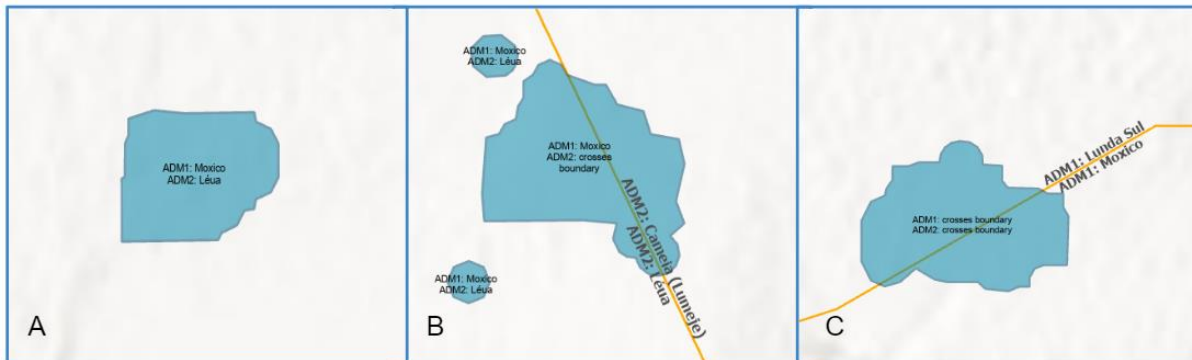 ADM1: Moxico
ADM2: Léua
A
ADM1: Moxico
ADM2: Léua
ADM1: Moxico
ADM2: crosses
boundary
ADM2: Cameia (Lumeje)
ADM2: Léua
ADM1: Moxico
ADM2: Léua
B
ADM1: Lunda Sul
ADM1: Moxico
ADM1: crosses boundary
ADM2: crosses boundary
C